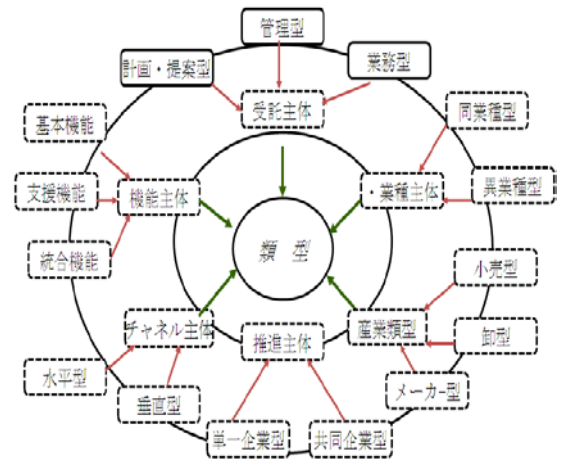 管理型
計画・提案型
業務型
受託主体
基本機能
同業種型
支援機能
機能主体
・業種主体
異業種型
統合機能
類 型
小売型
チャネル主体
推進主体
産業類型
卸型
水平型
垂直型
メーカー型
単一企業型
共同企業型